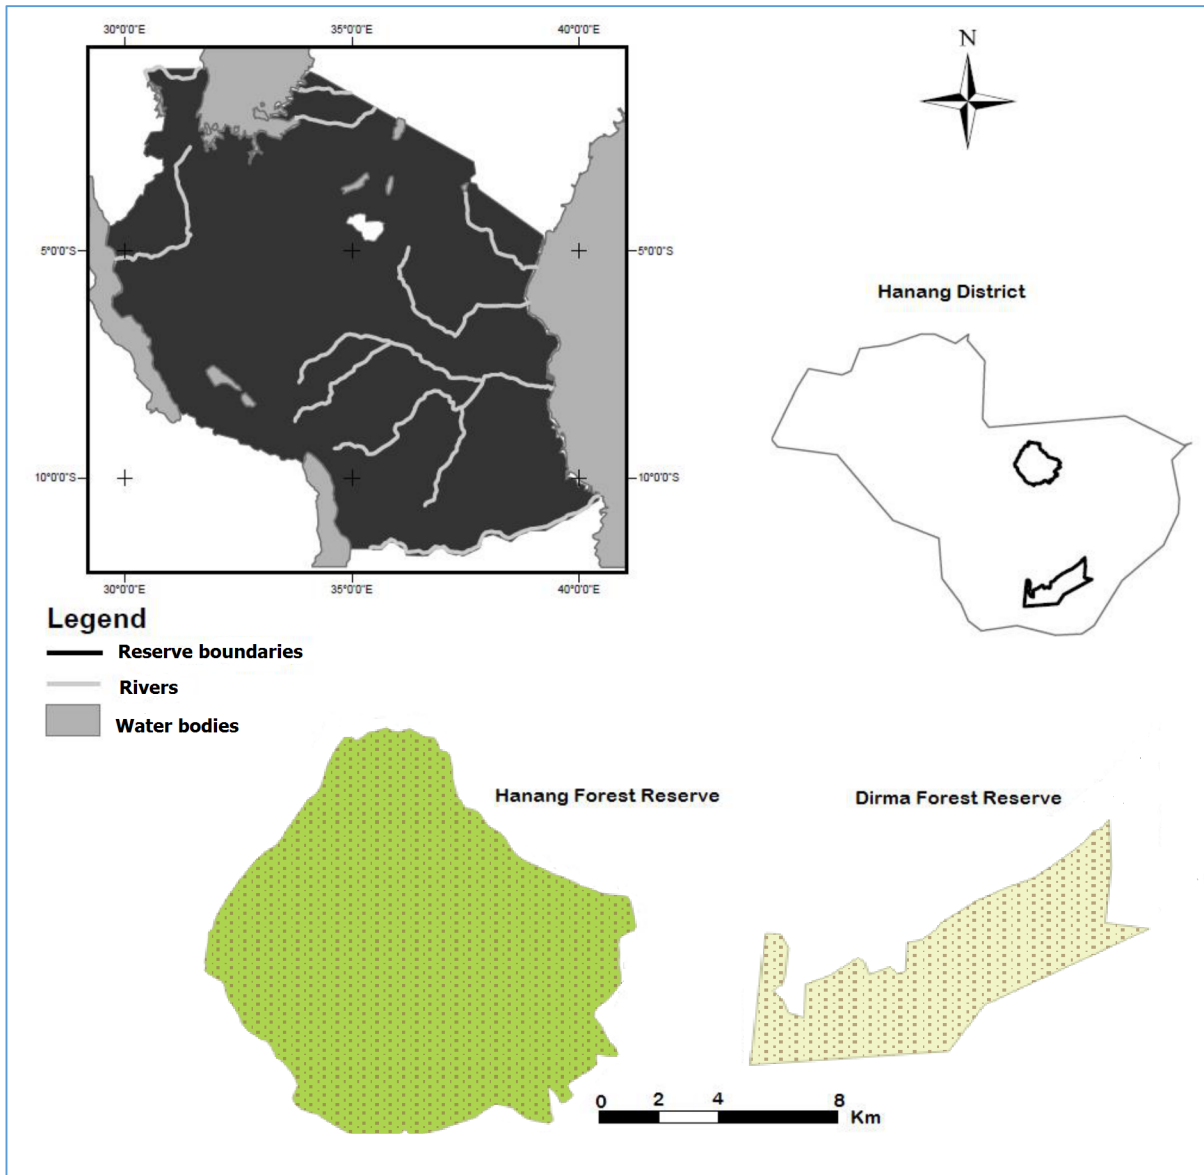 30°0'0"E 35°0'0"E 40°0'0"E
N
5°0'0"S 5°0'0"S
Hanang District
10°0'0"S 10°0'0"S
30°0'0"E 35°0'0"E 40°0'0"E
Legend
Reserve boundaries
Rivers
Water bodies
Hanang Forest Reserve
Dirma Forest Reserve
0 2 4 8
Km